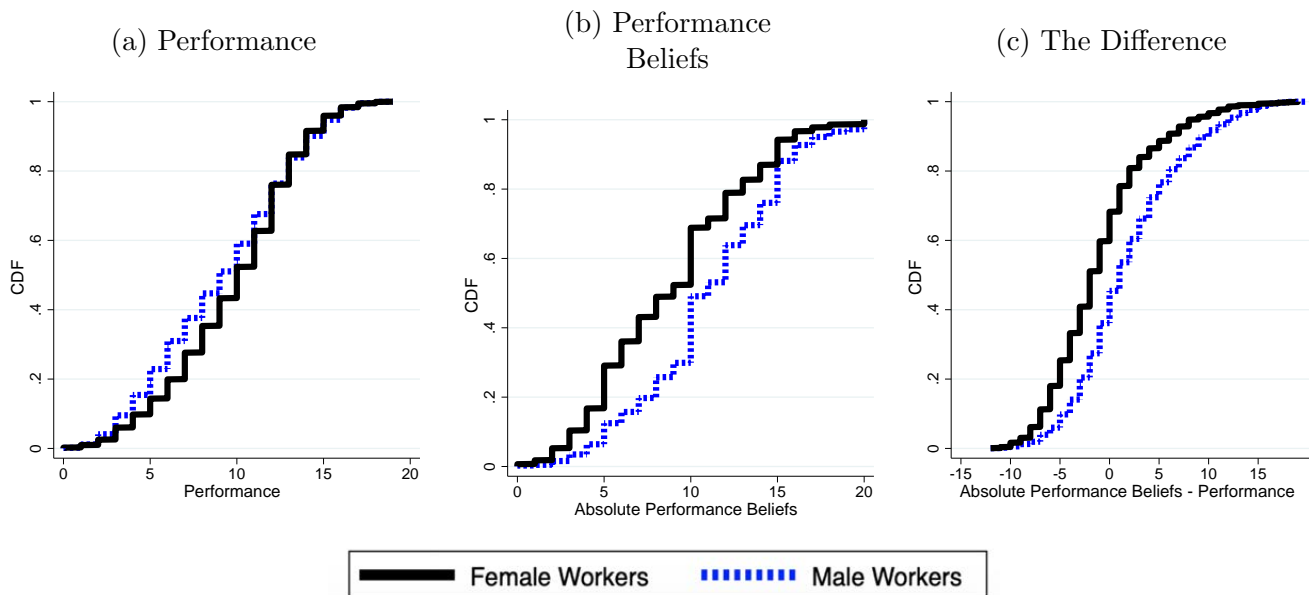 (a) Performance
(b) Performance
Beliefs
(c) The Difference
CDF
0
.2
.4
.6
.8
1
0
5
10
15
20
Performance
CDF
0
.2
.4
.6
.8
1
0
5
10
15
20
Absolute Performance Beliefs
CDF
0
.2
.4
.6
.8
1
-15
-10
-5
0
5
10
15
Absolute Performance Beliefs - Performance
Female Workers
Male Workers